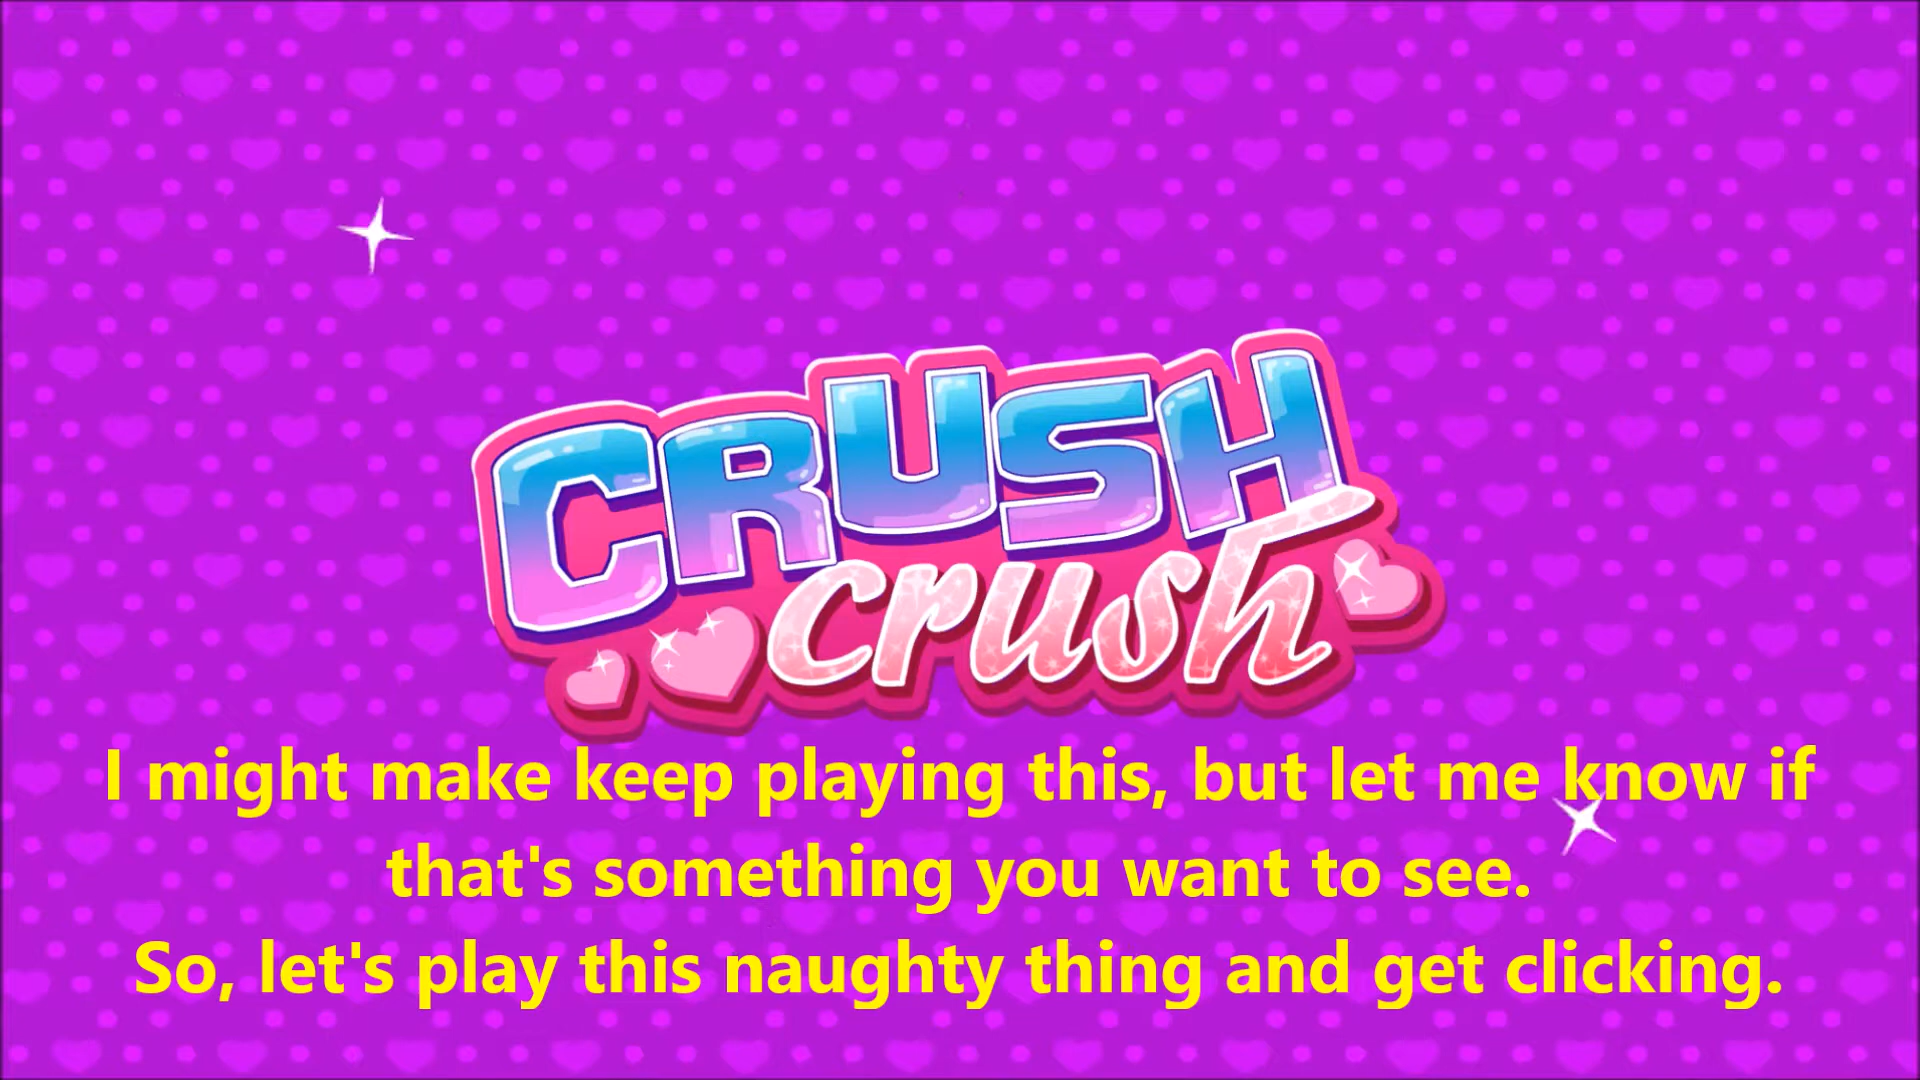 CRUSH
crush
I might make keep playing this, but let me know if
that's something you want to see.
So, let's play this naughty thing and get clicking.